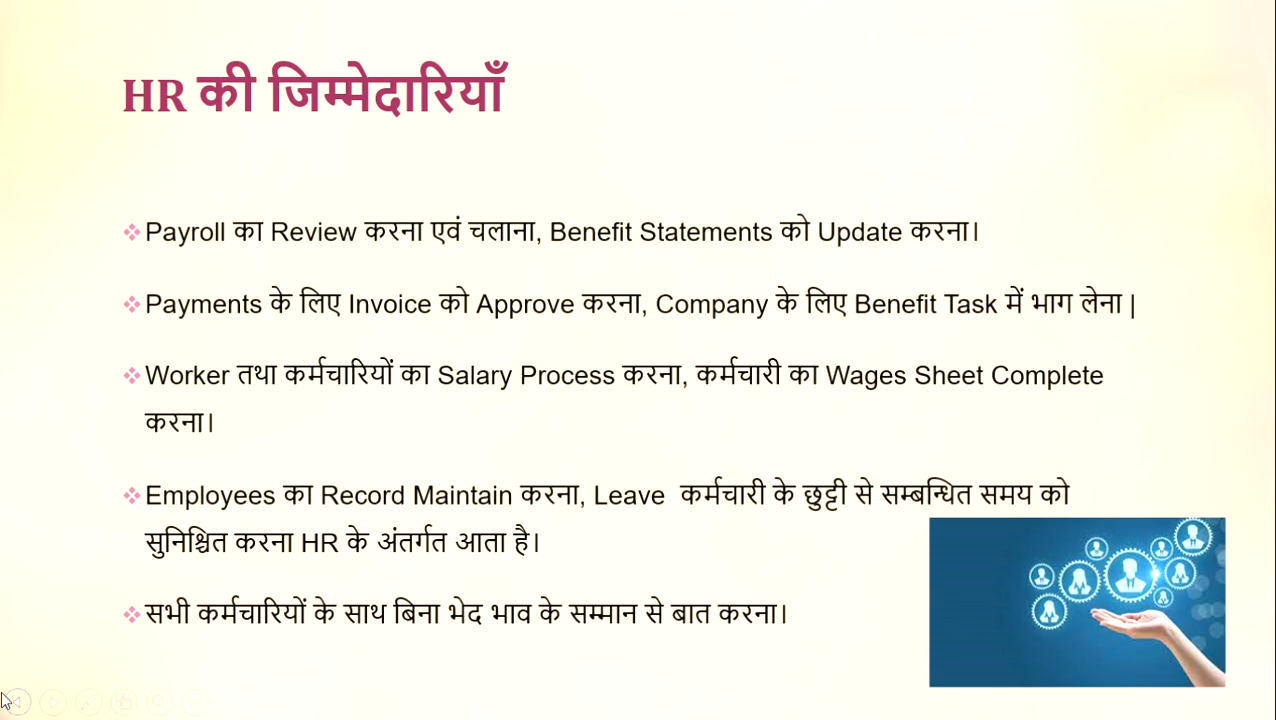 HR की जिम्मेदारियाँ
Payroll का Review करना एवं चलाना, Benefit Statements को Update करना।
Payments के लिए Invoice को Approve करना, Company के लिए Benefit Task में भाग लेना |
Worker तथा कर्मचारियों का Salary Process करना, कर्मचारी का Wages Sheet Complete
करना।
Employees का Record Maintain करना, Leave कर्मचारी के छुट्टी से सम्बन्धित समय को
सुनिश्चित करना HR के अंतर्गत आता है।
सभी कर्मचारियों के साथ बिना भेद भाव के सम्मान से बात करना।